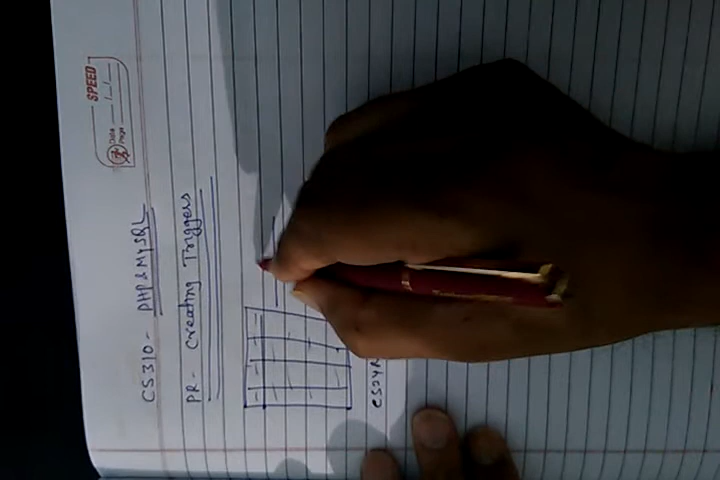 SPEED
Date
Page
CS310- PHP & MySQL
PR- Creating Triggers